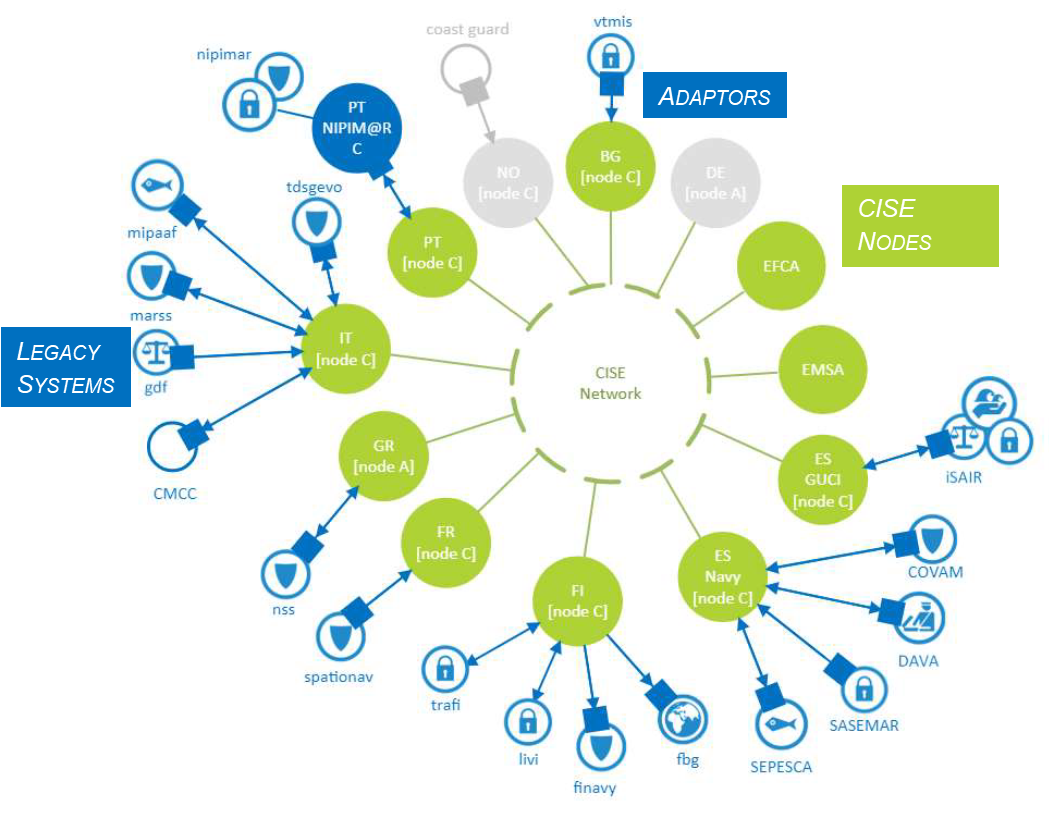 vtmis
coast guard
nipimar
ADAPTORS
PT
NIPIM@R
C
BG
[node C]
NO
[node C]
DE
[node A]
tdsgevo
CISE
NODES
mipaaf
PT
[node C]
EFCA
marss
IT
[node C]
LEGACY
SYSTEMS
gdf
CISE
Network
EMSA
GR
[node A]
ES
GUCI
[node C]
iSAIR
CMCC
FR
[node C]
ES
Navy
[node C]
COVAM
nss
FI
[node C]
DAVA
spationav
trafi
SASEMAR
livi
fbg
SEPESCA
finavy